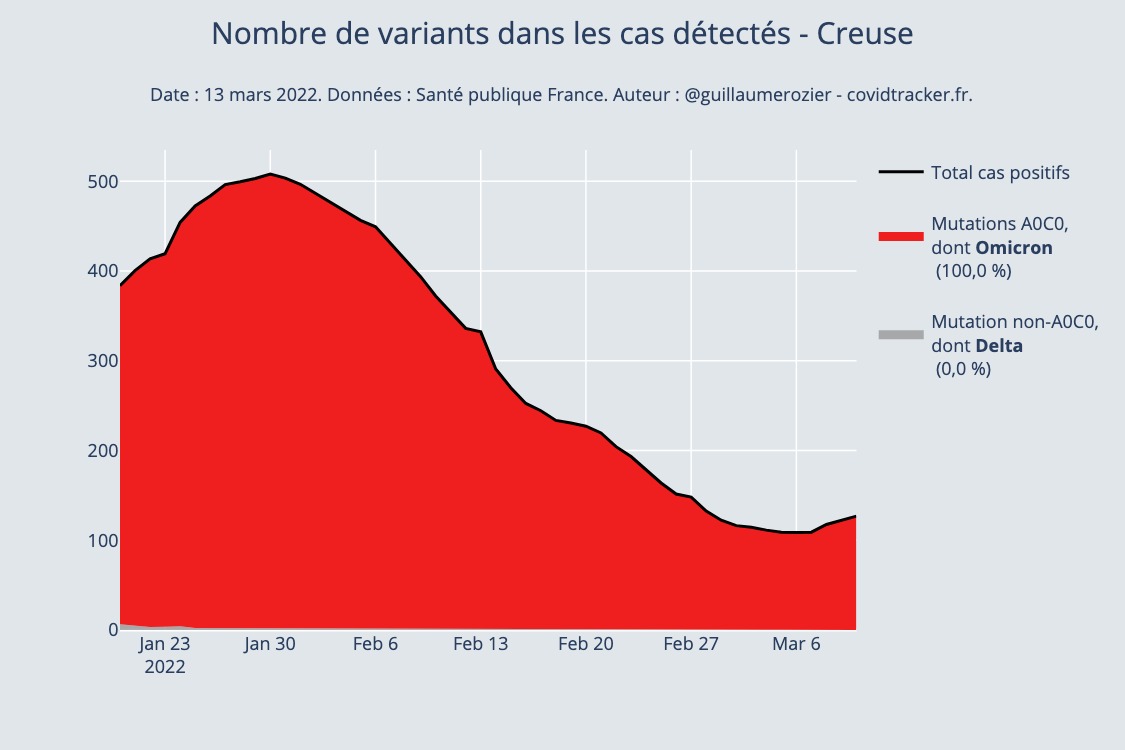 Nombre de variants dans les cas détectés - Creuse
Date : 13 mars 2022. Données : Santé publique France. Auteur : @guillaumerozier - covidtracker.fr.
500
400
300
200
100
0
Jan 23
2022
Jan 30
Feb 6
Feb 13
Feb 20
Feb 27
Mar 6
Total cas positifs
Mutations A0C0,
dont Omicron
(100,0 %)
Mutation non-A0C0,
dont Delta
(0,0 %)